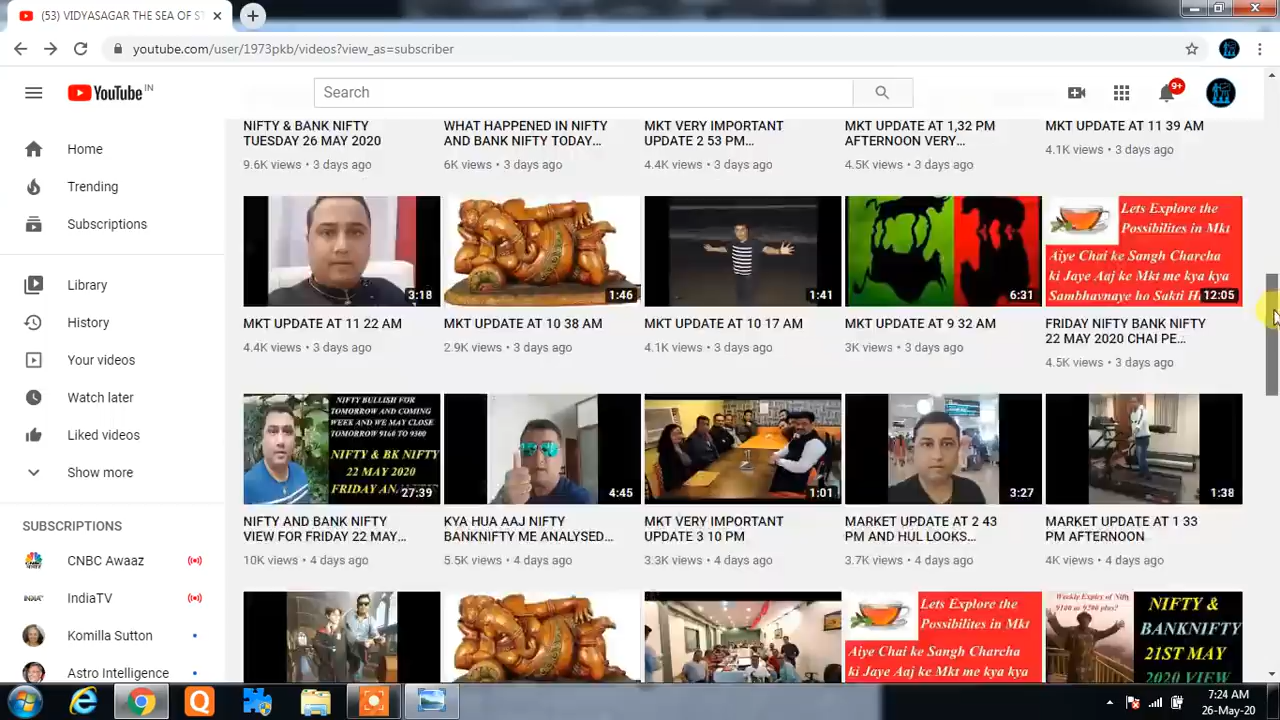 (53) VIDYASAGAR THE SEA OF ST
youtube.com/user/1973pkb/videos?view_as=subscriber
YouTube IN
Search
9+
Home
Trending
Subscriptions
Library
History
Your videos
Watch later
Liked videos
Show more
SUBSCRIPTIONS
CNBC Awaaz
IndiaTV
Komilla Sutton
Astro Intelligence
NIFTY & BANK NIFTY
TUESDAY 26 MAY 2020
9.6K views • 3 days ago
WHAT HAPPENED IN NIFTY
AND BANK NIFTY TODAY...
6K views • 3 days ago
MKT VERY IMPORTANT
UPDATE 2 53 PM...
4.4K views • 3 days ago
MKT UPDATE AT 1,32 PM
AFTERNOON VERY...
4.5K views • 3 days ago
MKT UPDATE AT 11 39 AM
4.1K views • 3 days ago
3:18
MKT UPDATE AT 11 22 AM
4.4K views • 3 days ago
1:46
MKT UPDATE AT 10 38 AM
2.9K views • 3 days ago
1:41
MKT UPDATE AT 10 17 AM
4.1K views • 3 days ago
6:31
MKT UPDATE AT 9 32 AM
3K views • 3 days ago
Lets Explore the
Possibilites in Mkt
Aiye Chai ke Sangh Charcha
ki Jaye Aaj ke Mkt me kya kya
Sambhavnaye ho Sakti H
12:05
FRIDAY NIFTY BANK NIFTY
22 MAY 2020 CHAI PE...
4.5K views • 3 days ago
NIFTY BULLISH FOR
TOMORROW AND COMING
WEEK AND WE MAY CLOSE
TOMORROW 9160 TO 9300
NIFTY & BK NIFTY
22 MAY 2020
FRIDAY AN
27:39
NIFTY AND BANK NIFTY
VIEW FOR FRIDAY 22 MAY...
10K views • 4 days ago
4:45
KYA HUA AAJ NIFTY
BANKNIFTY ME ANALYSED...
5.5K views • 4 days ago
1:01
MKT VERY IMPORTANT
UPDATE 3 10 PM
3.3K views • 4 days ago
3:27
MARKET UPDATE AT 2 43
PM AND HUL LOOKS...
3.7K views • 4 days ago
1:38
MARKET UPDATE AT 1 33
PM AFTERNOON
4K views • 4 days ago
Lets Explore the
Possibilites in Mkt
Aiye Chai ke Sangh Charcha
ki Jaye Aaj ke Mkt me kya kya
Weekly Expiry of Nifty
9100 or 9200 plus?
NIFTY &
BANKNIFTY
21ST MAY
2020 VIEW
7:24 AM
26-May-20